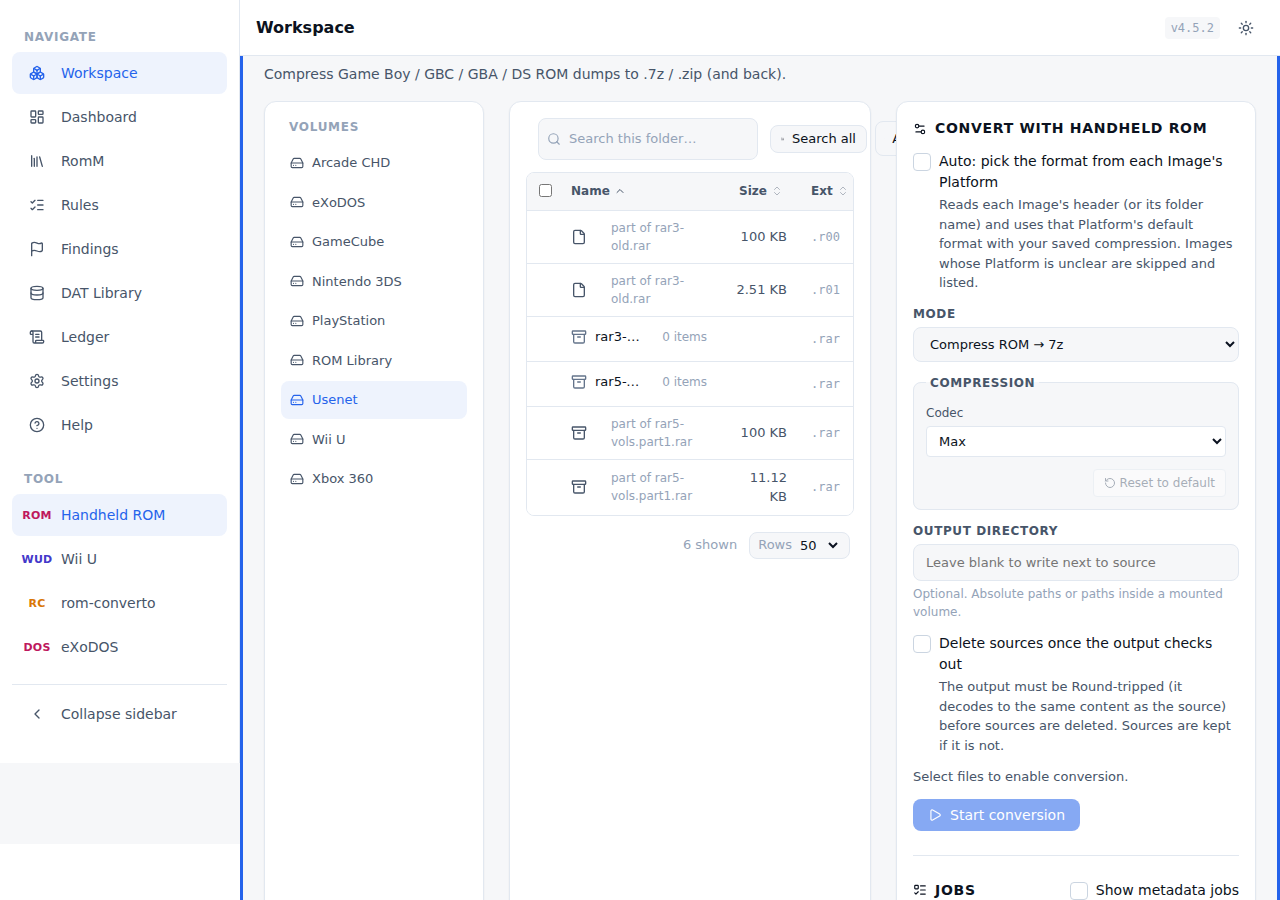 NAVIGATE
Workspace
Dashboard
RomM
Rules
Findings
DAT Library
Ledger
Settings
Help
TOOL
ROM Handheld ROM
WUD Wii U
RC rom-converto
DOS eXoDOS
Collapse sidebar
Workspace
v4.5.2
Compress Game Boy / GBC / GBA / DS ROM dumps to .7z / .zip (and back).
VOLUMES
Arcade CHD
eXoDOS
GameCube
Nintendo 3DS
PlayStation
ROM Library
Usenet
Wii U
Xbox 360
Search this folder…
Search all
Name Size Ext
part of rar3-
old.rar
100 KB .r00
part of rar3-
old.rar
2.51 KB .r01
rar3-… 0 items .rar
rar5-… 0 items .rar
part of rar5-
vols.part1.rar
100 KB .rar
part of rar5-
vols.part1.rar
11.12
KB
.rar
6 shown Rows 50
CONVERT WITH HANDHELD ROM
Auto: pick the format from each Image's
Platform
Reads each Image's header (or its folder
name) and uses that Platform's default
format with your saved compression. Images
whose Platform is unclear are skipped and
listed.
MODE
Compress ROM → 7z
COMPRESSION
Codec
Max
Reset to default
OUTPUT DIRECTORY
Leave blank to write next to source
Optional. Absolute paths or paths inside a mounted
volume.
Delete sources once the output checks
out
The output must be Round-tripped (it
decodes to the same content as the source)
before sources are deleted. Sources are kept
if it is not.
Select files to enable conversion.
Start conversion
JOBS
Show metadata jobs